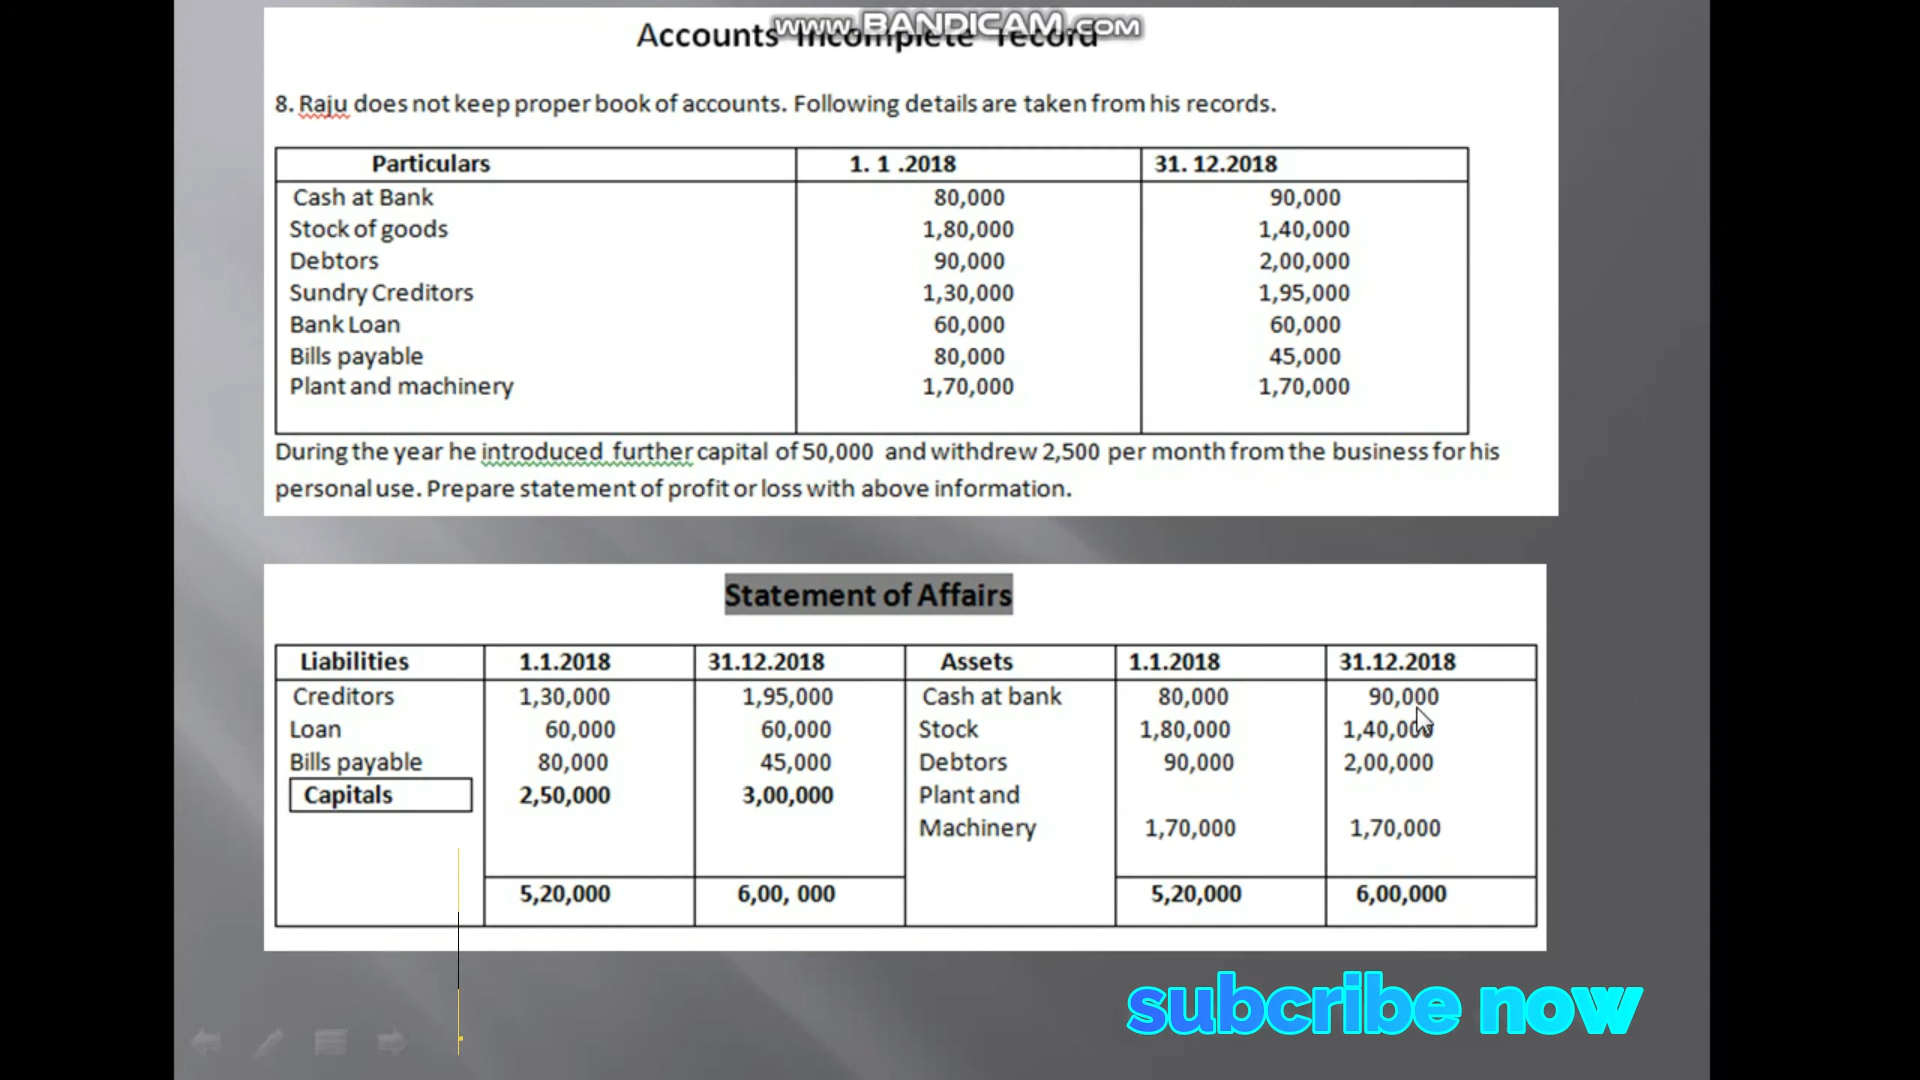 www.BANDICAM.com
Accounts Incomplete record
8. Raju does not keep proper book of accounts. Following details are taken from his records.
Particulars 1. 1 .2018 31. 12.2018
Cash at Bank 80,000 90,000
Stock of goods 1,80,000 1,40,000
Debtors 90,000 2,00,000
Sundry Creditors 1,30,000 1,95,000
Bank Loan 60,000 60,000
Bills payable 80,000 45,000
Plant and machinery 1,70,000 1,70,000
During the year he introduced further capital of 50,000 and withdrew 2,500 per month from the business for his
personal use. Prepare statement of profit or loss with above information.
Statement of Affairs
Liabilities 1.1.2018 31.12.2018 Assets 1.1.2018 31.12.2018
Creditors 1,30,000 1,95,000 Cash at bank 80,000 90,000
Loan 60,000 60,000 Stock 1,80,000 1,40,000
Bills payable 80,000 45,000 Debtors 90,000 2,00,000
Capitals 2,50,000 3,00,000 Plant and
Machinery 1,70,000 1,70,000
5,20,000 6,00, 000 5,20,000 6,00,000
subcribe now